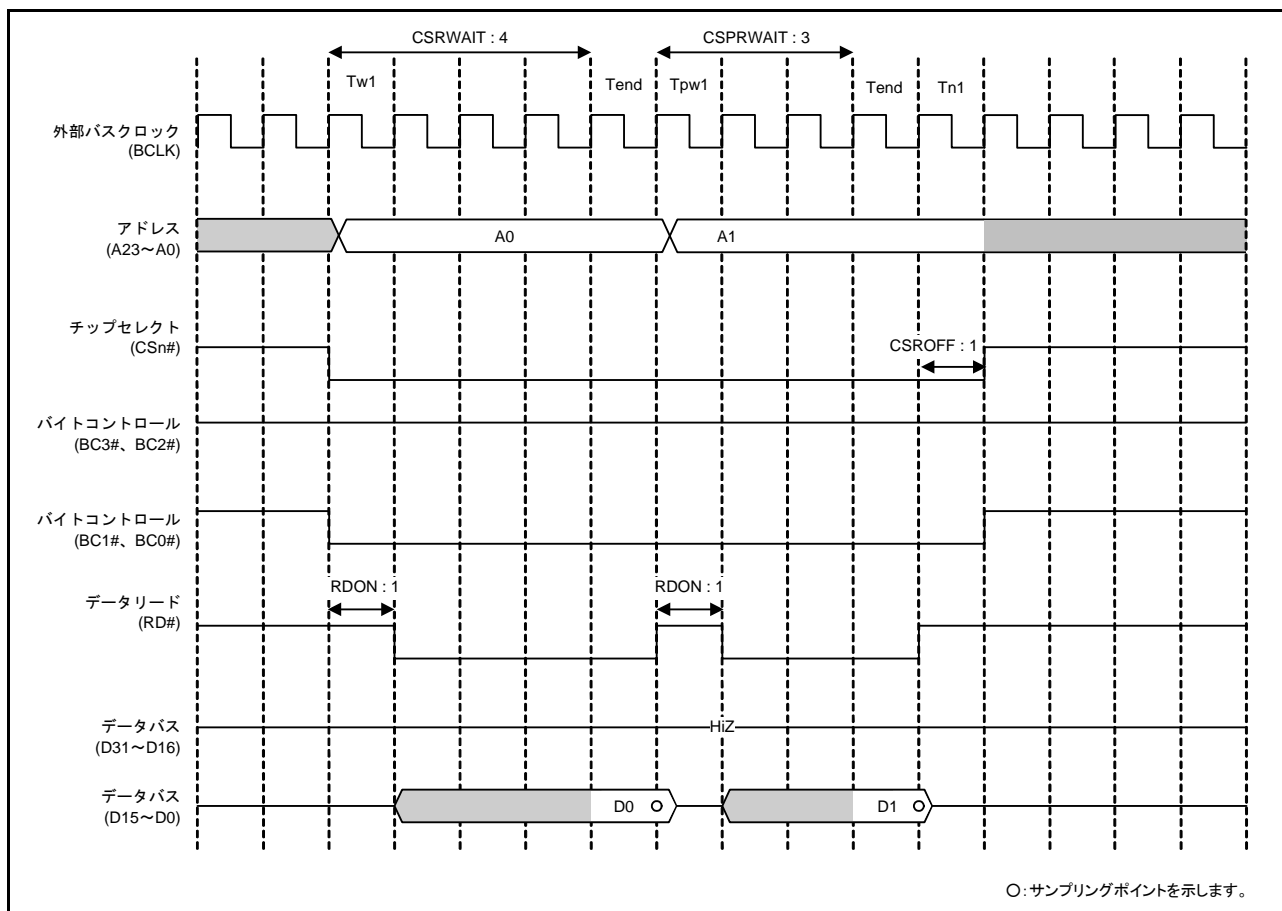 CSRWAIT : 4
CSPRWAIT : 3
Tw1
Tend
Tpw1
Tend
Tn1
外部バスクロック
(BCLK)
アドレス
(A23～A0)
A0
A1
チップセレクト
(CSn#)
CSROFF : 1
バイトコントロール
(BC3#、BC2#)
バイトコントロール
(BC1#、BC0#)
RDON : 1
RDON : 1
データリード
(RD#)
データバス
(D31～D16)
HiZ
データバス
(D15～D0)
D0
D1
○:サンプリングポイントを示します。